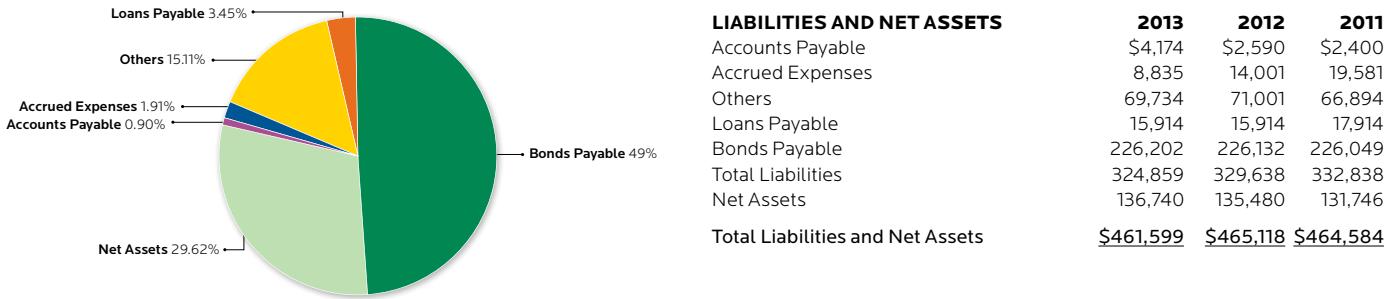 Loans Payable 3.45%
Others 15.11%
Accrued Expenses 1.91%
Accounts Payable 0.90%
Bonds Payable 49%
Net Assets 29.62%
LIABILITIES AND NET ASSETS 2013 2012 2011
Accounts Payable $4,174 $2,590 $2,400
Accrued Expenses 8,835 14,001 19,581
Others 69,734 71,001 66,894
Loans Payable 15,914 15,914 17,914
Bonds Payable 226,202 226,132 226,049
Total Liabilities 324,859 329,638 332,838
Net Assets 136,740 135,480 131,746
Total Liabilities and Net Assets $461,599 $465,118 $464,584